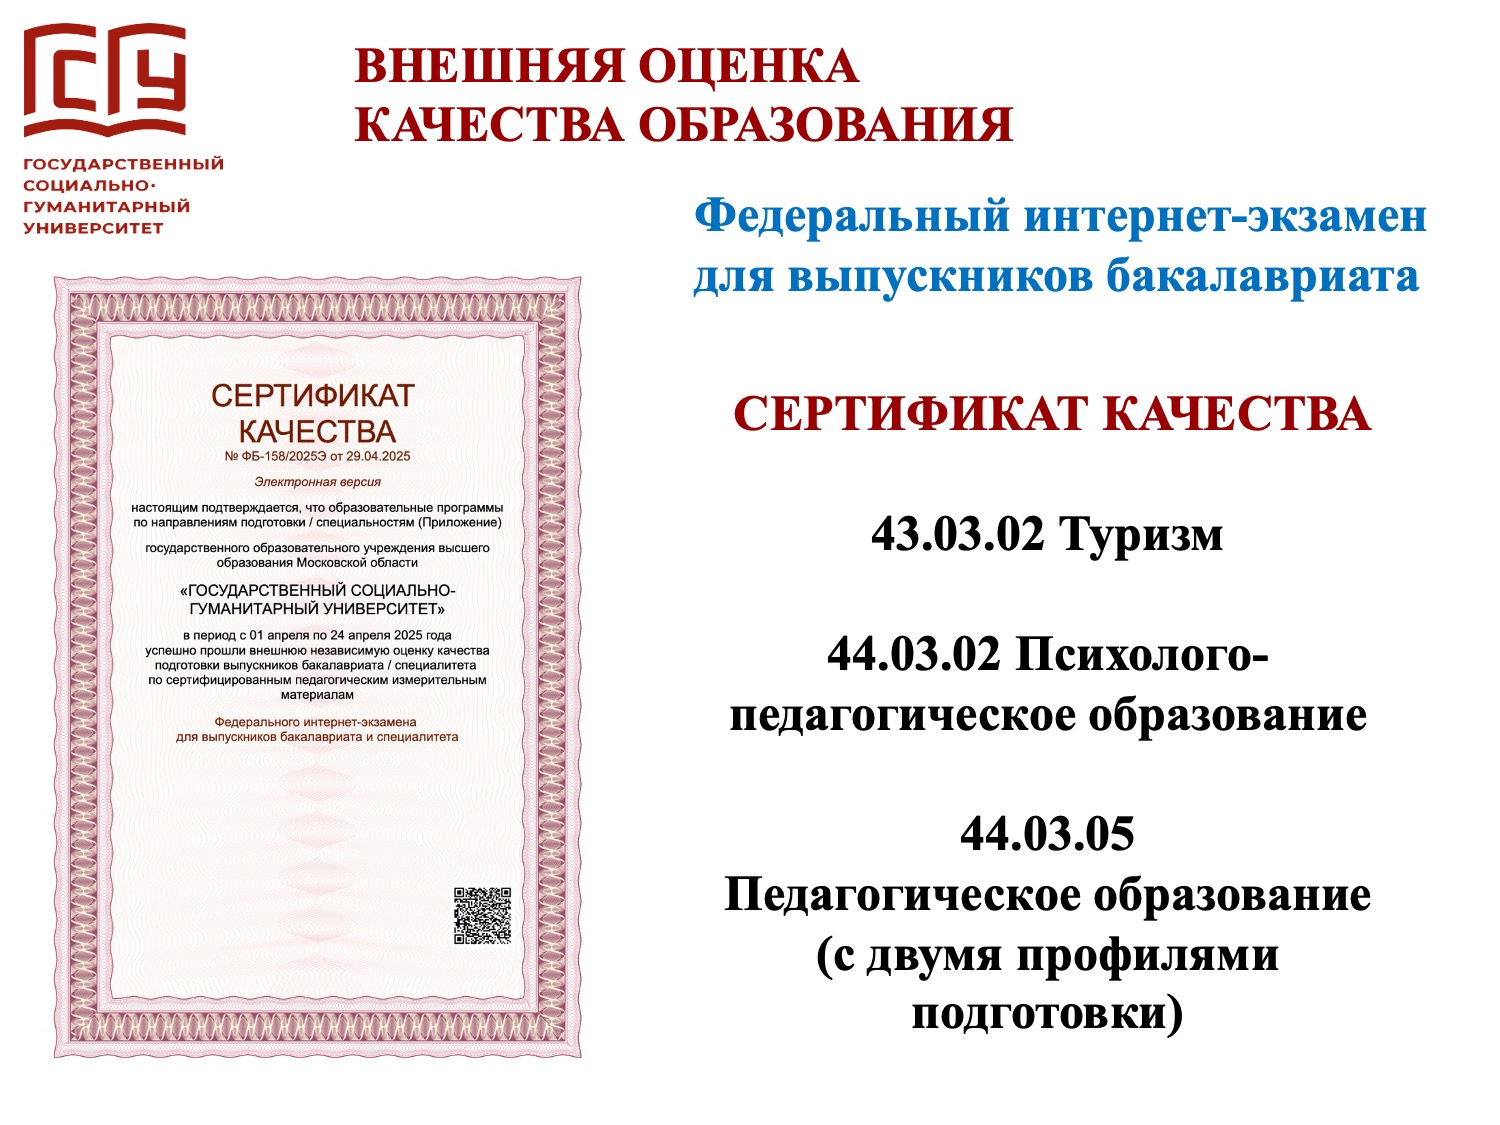 ГСГУ
ГОСУДАРСТВЕННЫЙ
СОЦИАЛЬНО-
ГУМАНИТАРНЫЙ
УНИВЕРСИТЕТ
ВНЕШНЯЯ ОЦЕНКА
КАЧЕСТВА ОБРАЗОВАНИЯ
Федеральный интернет-экзамен
для выпускников бакалавриата
СЕРТИФИКАТ
КАЧЕСТВА
№ ФБ-158/2025Э от 29.04.2025
Электронная версия
настоящим подтверждается, что образовательные программы
по направлениям подготовки / специальностям (Приложение)
государственного образовательного учреждения высшего
образования Московской области
«ГОСУДАРСТВЕННЫЙ СОЦИАЛЬНО-
ГУМАНИТАРНЫЙ УНИВЕРСИТЕТ»
в период с 01 апреля по 24 апреля 2025 года
успешно прошли внешнюю независимую оценку качества
подготовки выпускников бакалавриата / специалитета
по сертифицированным педагогическим измерительным
материалам
Федерального интернет-экзамена
для выпускников бакалавриата и специалитета
СЕРТИФИКАТ КАЧЕСТВА
43.03.02 Туризм
44.03.02 Психолого-
педагогическое образование
44.03.05
Педагогическое образование
(с двумя профилями
подготовки)